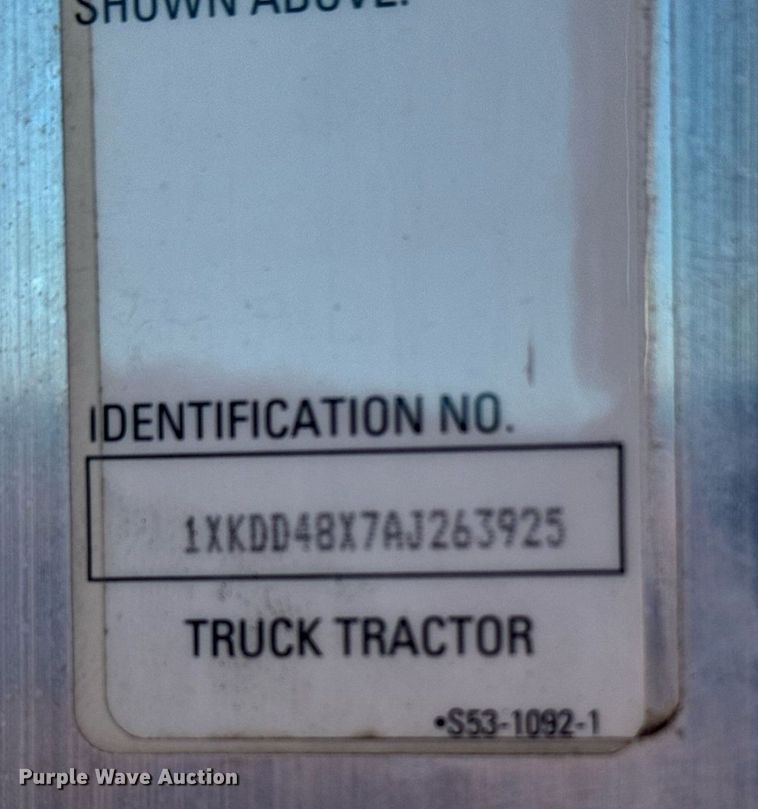 SHOWN ABOVE.
IDENTIFICATION NO.
1XKDD48X7AJ263925
TRUCK TRACTOR
•S53-1092-1
Purple Wave Auction